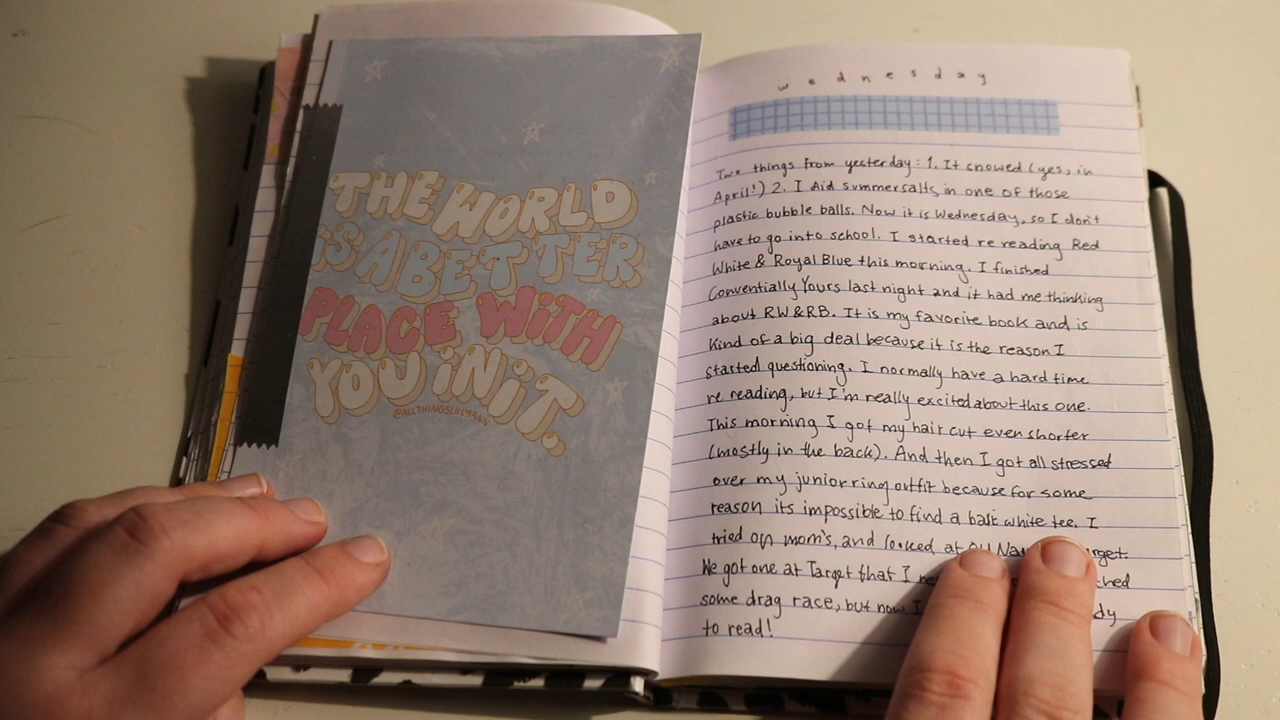 THE WORLD
iS A BETTER
PLACE WiTH
YOU iN iT.
@ALLTHINGSLILYANN
wednesday
Two things from yesterday: 1. It snowed (yes, in
April!) 2. I did summersalts in one of those
plastic bubble balls. Now it is Wednesday, so I don't
have to go into school. I started re reading Red
White & Royal Blue this morning. I finished
Conventially Yours last night and it had me thinking
about RW&RB. It is my favorite book and is
kind of a big deal because it is the reason I
started questioning. I normally have a hard time
re reading, but I'm really excited about this one.
This morning I got my hair cut even shorter
(mostly in the back). And then I got all stressed
over my junior ring outfit because for some
reason its impossible to find a basic white tee. I
tried on mom's, and looked at
We got one at Target that I
some drag race, but now I
to read!